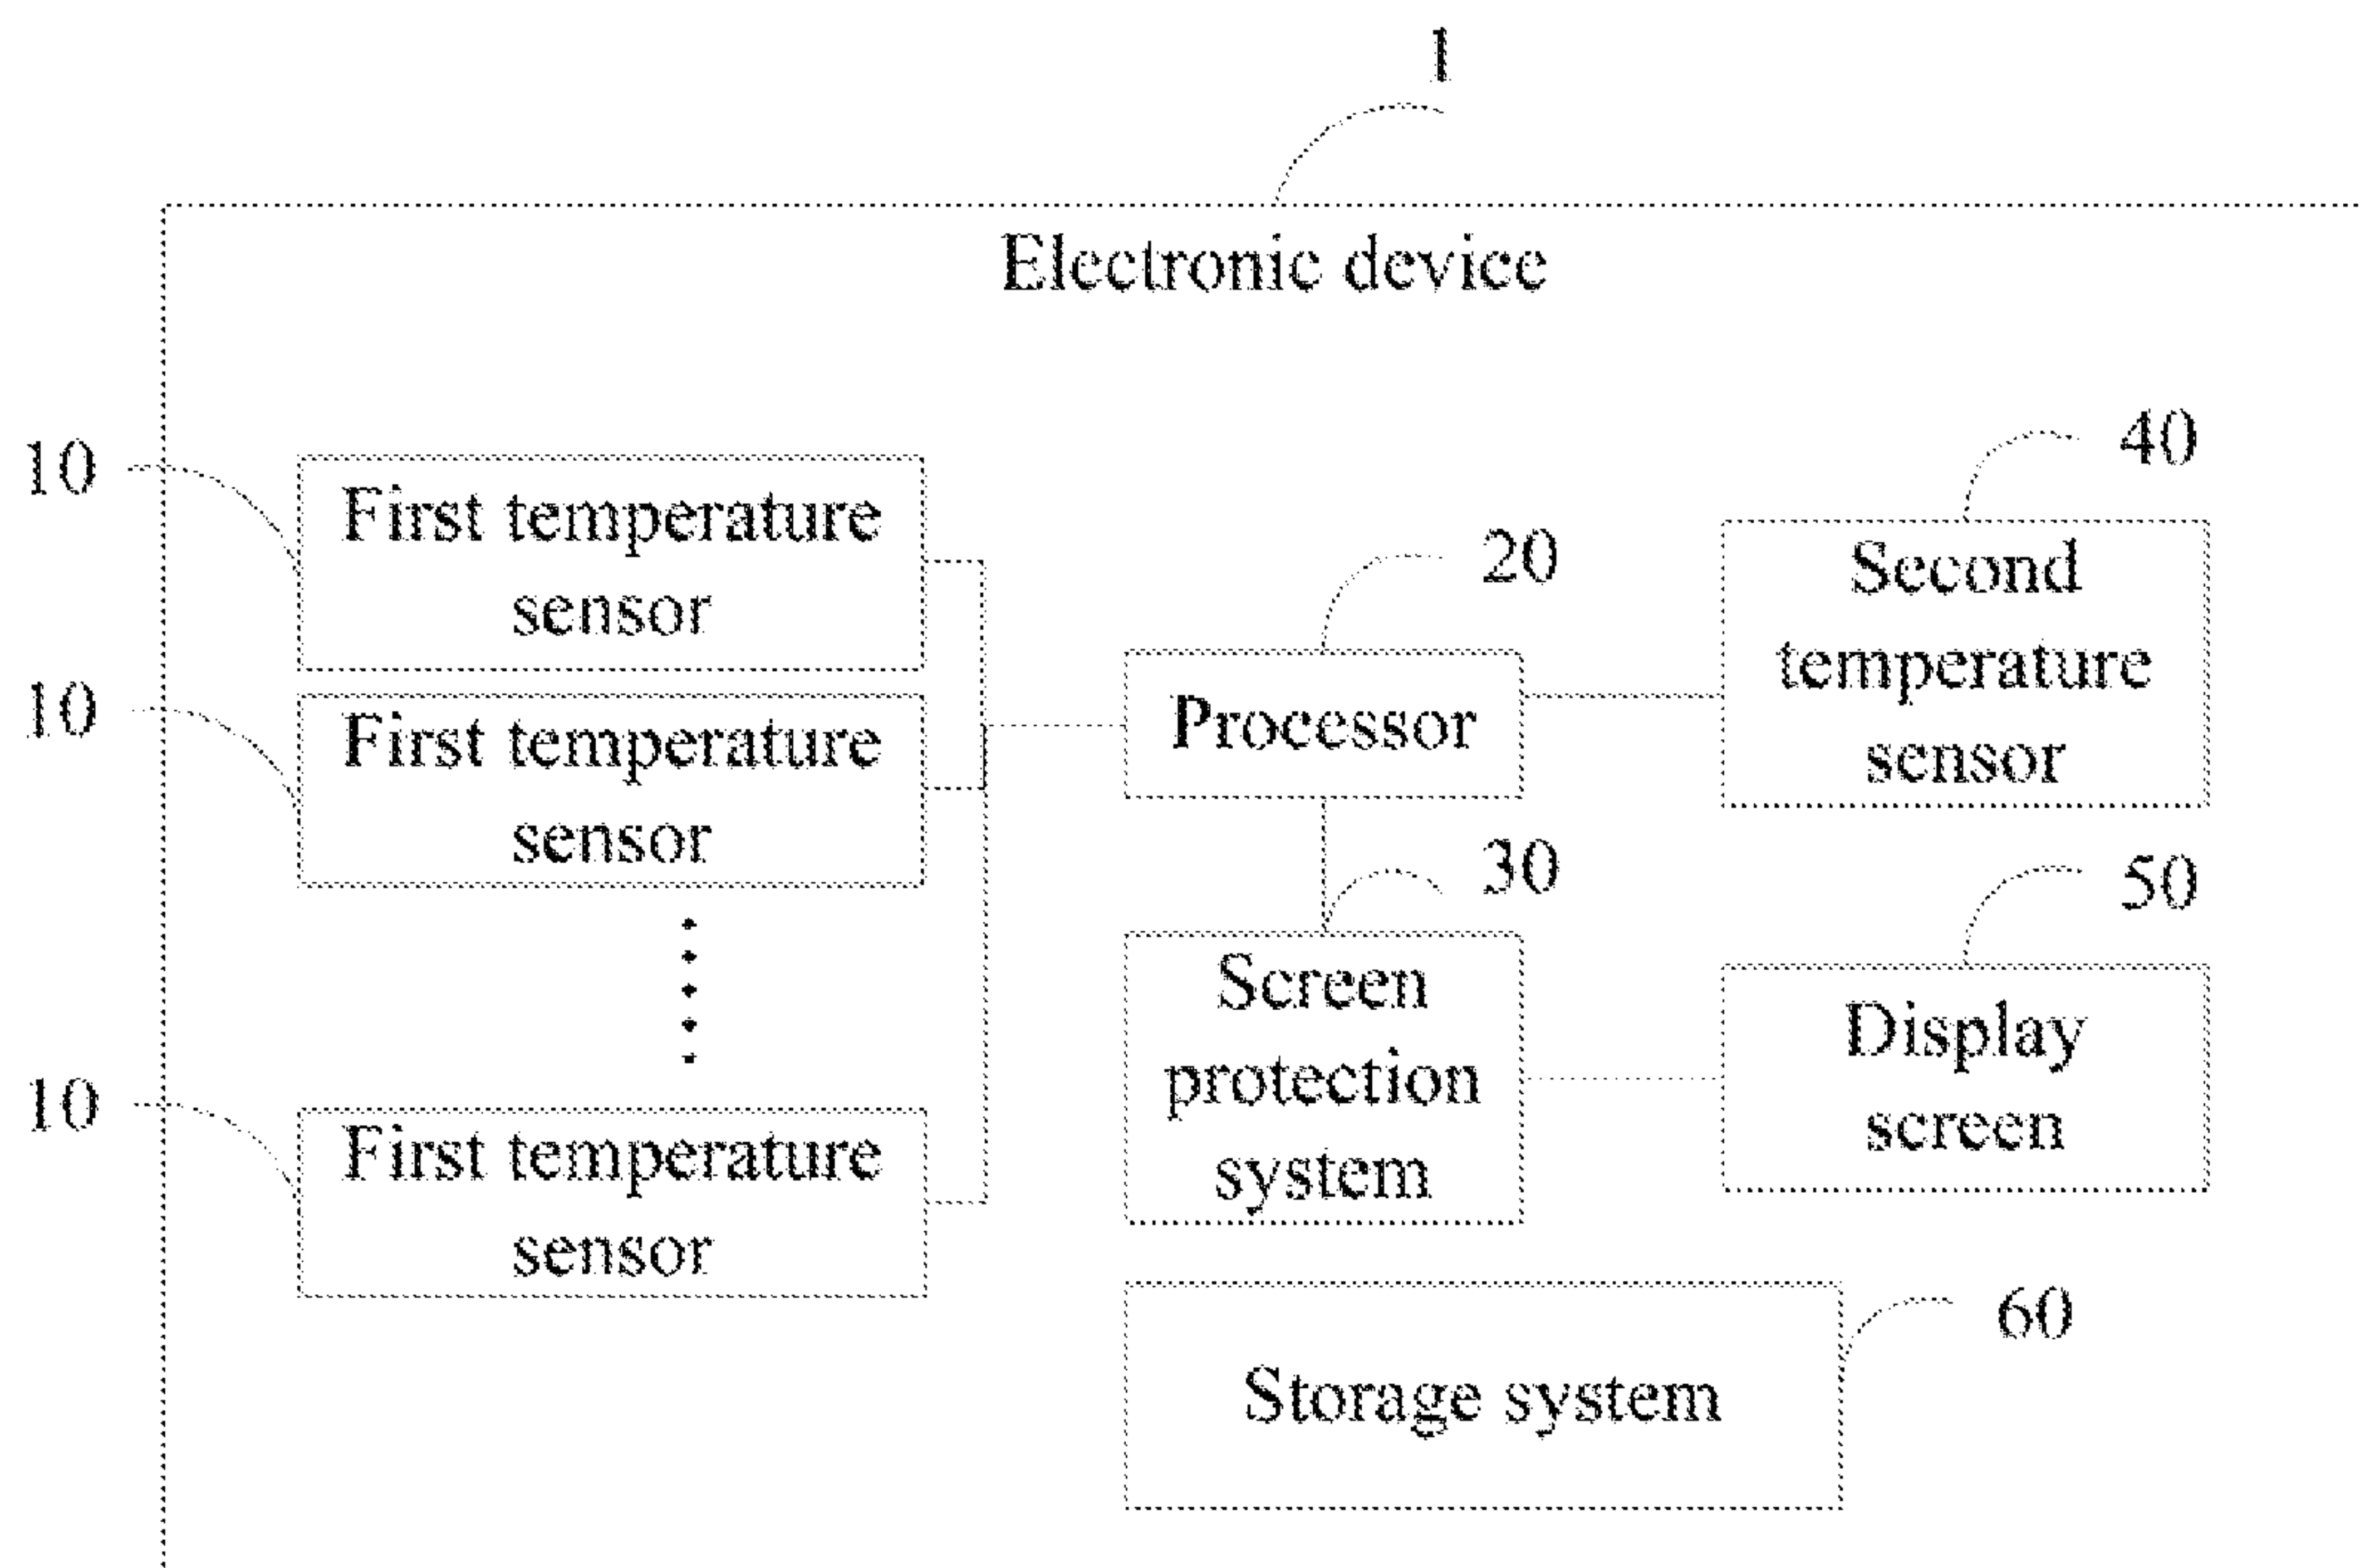 1
Electronic device
10
First temperature
sensor
10
First temperature
sensor
10
First temperature
sensor
20
Processor
30
Screen
protection
system
40
Second
temperature
sensor
50
Display
screen
60
Storage system